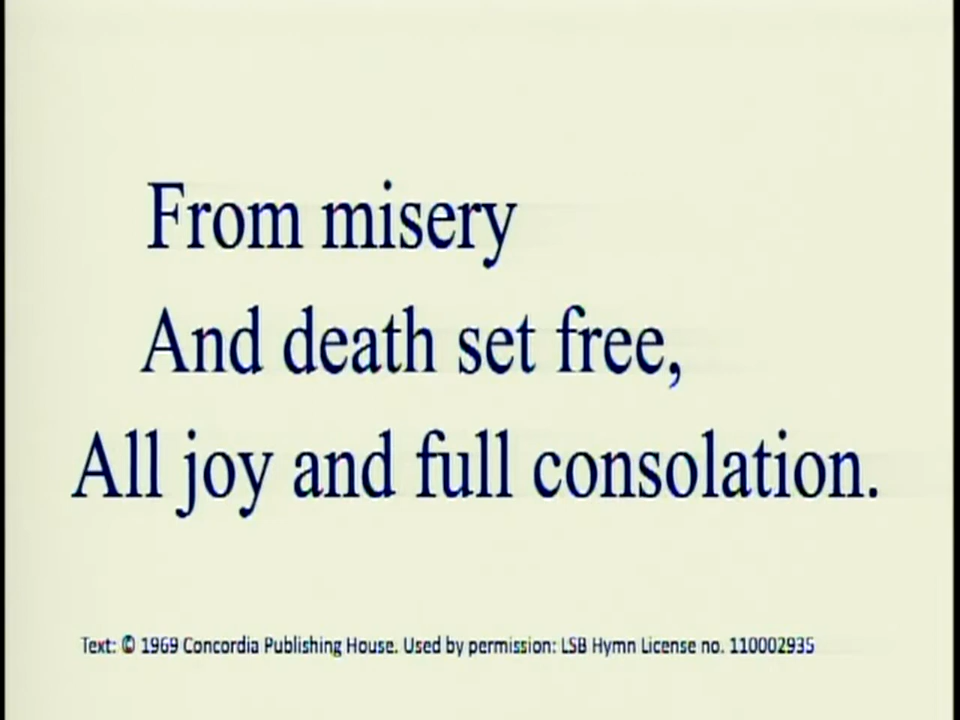 From misery
And death set free,
All joy and full consolation.
Text: © 1969 Concordia Publishing House. Used by permission: LSB Hymn License no. 110002935